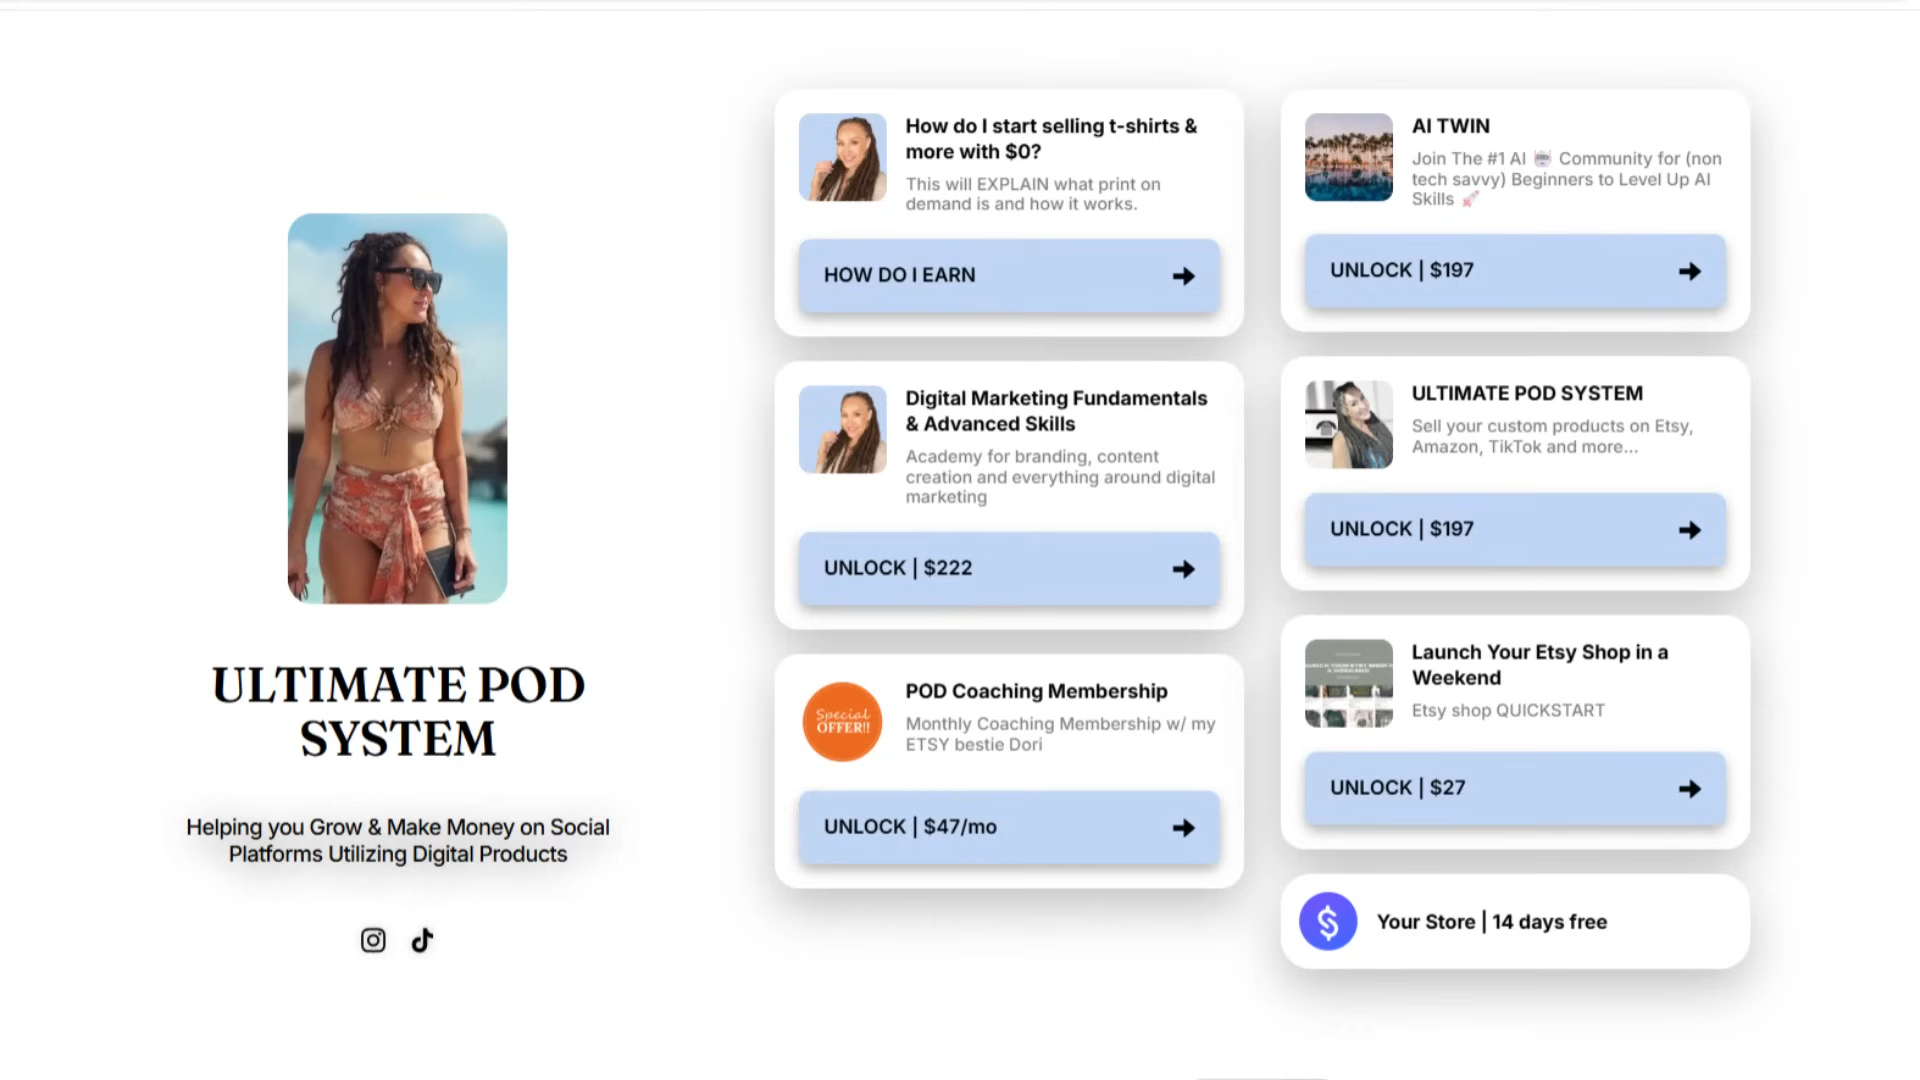 ULTIMATE POD
SYSTEM
Helping you Grow & Make Money on Social
Platforms Utilizing Digital Products
How do I start selling t-shirts &
more with $0?
This will EXPLAIN what print on
demand is and how it works.
HOW DO I EARN
Digital Marketing Fundamentals
& Advanced Skills
Academy for branding, content
creation and everything around digital
marketing
UNLOCK | $222
Special
OFFER!!
POD Coaching Membership
Monthly Coaching Membership w/ my
ETSY bestie Dori
UNLOCK | $47/mo
AI TWIN
Join The #1 AI 🤖 Community for (non
tech savvy) Beginners to Level Up AI
Skills 🚀
UNLOCK | $197
ULTIMATE POD SYSTEM
Sell your custom products on Etsy,
Amazon, TikTok and more...
UNLOCK | $197
Launch Your Etsy Shop in a
Weekend
Etsy shop QUICKSTART
UNLOCK | $27
Your Store | 14 days free